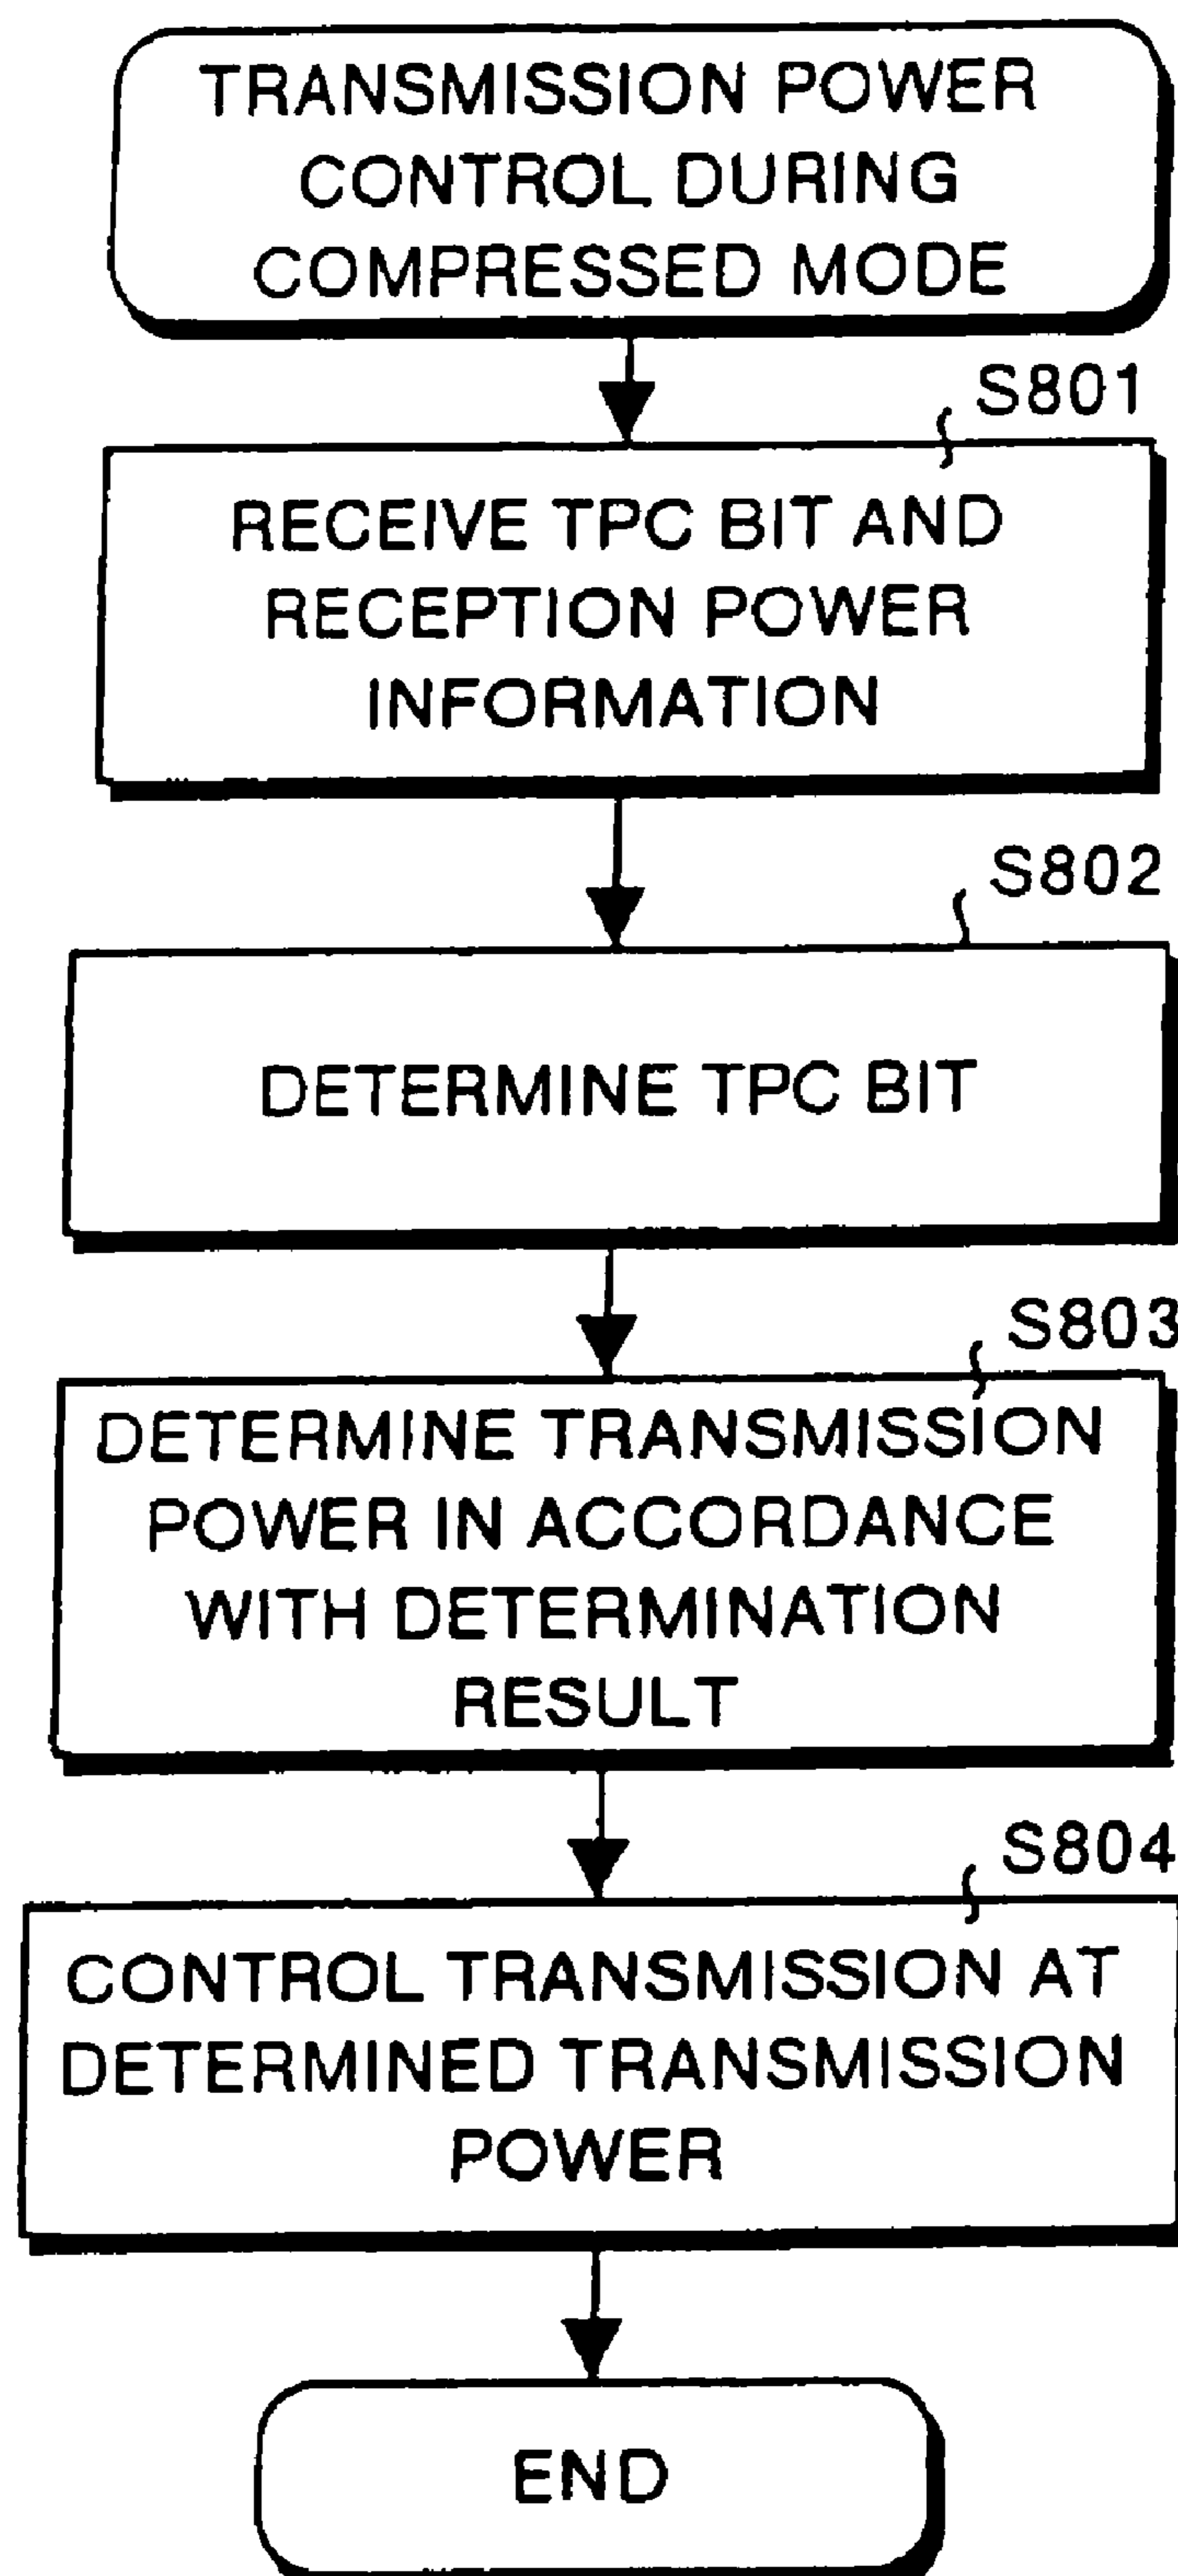 TRANSMISSION POWER
CONTROL DURING
COMPRESSED MODE
S801
RECEIVE TPC BIT AND
RECEPTION POWER
INFORMATION
S802
DETERMINE TPC BIT
S803
DETERMINE TRANSMISSION
POWER IN ACCORDANCE
WITH DETERMINATION
RESULT
S804
CONTROL TRANSMISSION AT
DETERMINED TRANSMISSION
POWER
END